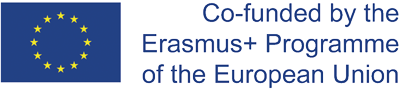 Co-funded by the
Erasmus+ Programme
of the European Union